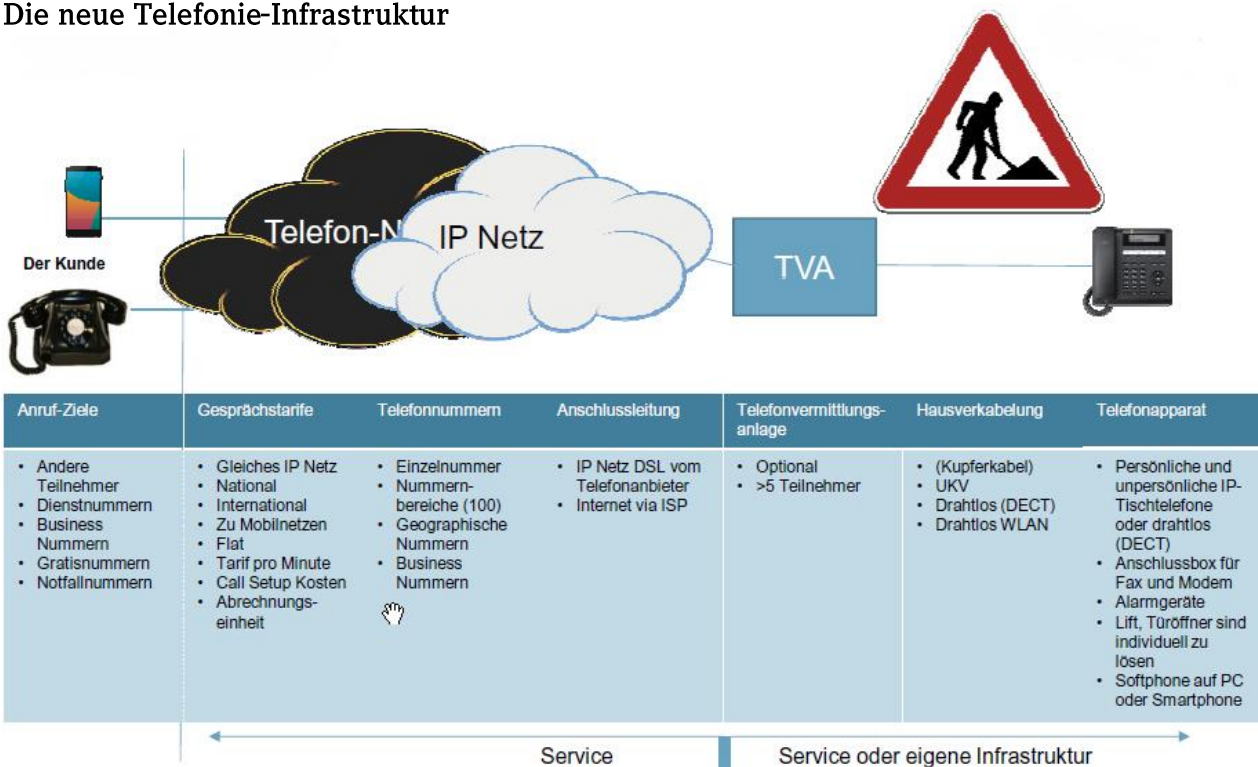 Die neue Telefonie-Infrastruktur
Telefon-N
IP Netz
TVA
Der Kunde
Anruf-Ziele
• Andere
Teilnehmer
• Dienstnummern
• Business
Nummern
• Gratisnummern
• Notfallnummern
Gesprächstarife
• Gleiches IP Netz
• National
• International
• Zu Mobilnetzen
• Flat
• Tarif pro Minute
• Call Setup Kosten
• Abrechnungs-
einheit
Telefonnummern
• Einzelnummer
• Nummern-
bereiche (100)
• Geographische
Nummern
• Business
Nummern
Anschlussleitung
• IP Netz DSL vom
Telefonanbieter
• Internet via ISP
Telefonvermittlungs-
anlage
• Optional
• >5 Teilnehmer
Hausverkabelung
• (Kupferkabel)
• UKV
• Drahtlos (DECT)
• Drahtlos WLAN
Telefonapparat
• Persönliche und
unpersönliche IP-
Tischtelefone
oder drahtlos
(DECT)
• Anschlussbox für
Fax und Modem
• Alarmgeräte
• Lift, Türöffner sind
individuell zu
lösen
• Softphone auf PC
oder Smartphone
Service
Service oder eigene Infrastruktur